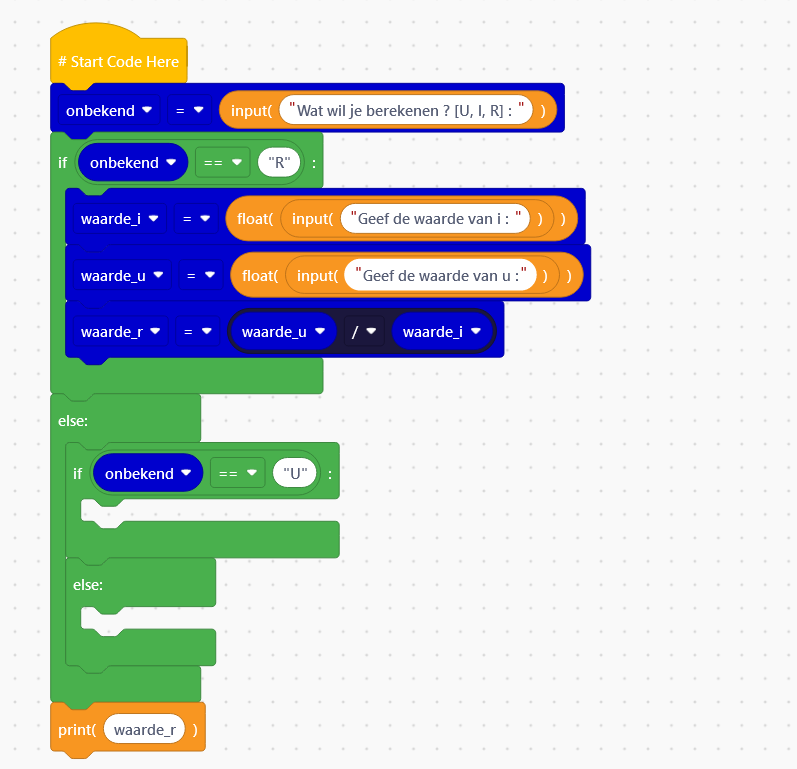 # Start Code Here
onbekend = input( "Wat wil je berekenen ? [U, I, R] : " )
if onbekend == "R" :
waarde_i = float( input( "Geef de waarde van i : " ) )
waarde_u = float( input( "Geef de waarde van u :" ) )
waarde_r = waarde_u / waarde_i
else:
if onbekend == "U" :
else:
print( waarde_r )